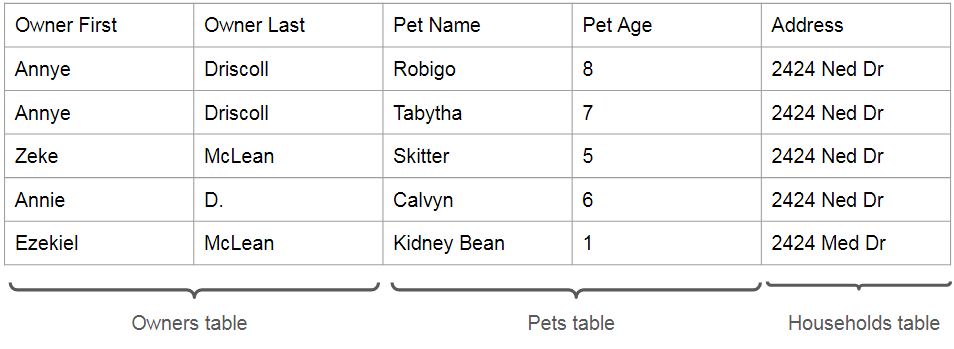 Owner First Owner Last Pet Name Pet Age Address
Annye Driscoll Robigo 8 2424 Ned Dr
Annye Driscoll Tabytha 7 2424 Ned Dr
Zeke McLean Skitter 5 2424 Ned Dr
Annie D. Calvyn 6 2424 Ned Dr
Ezekiel McLean Kidney Bean 1 2424 Med Dr
Owners table Pets table Households table